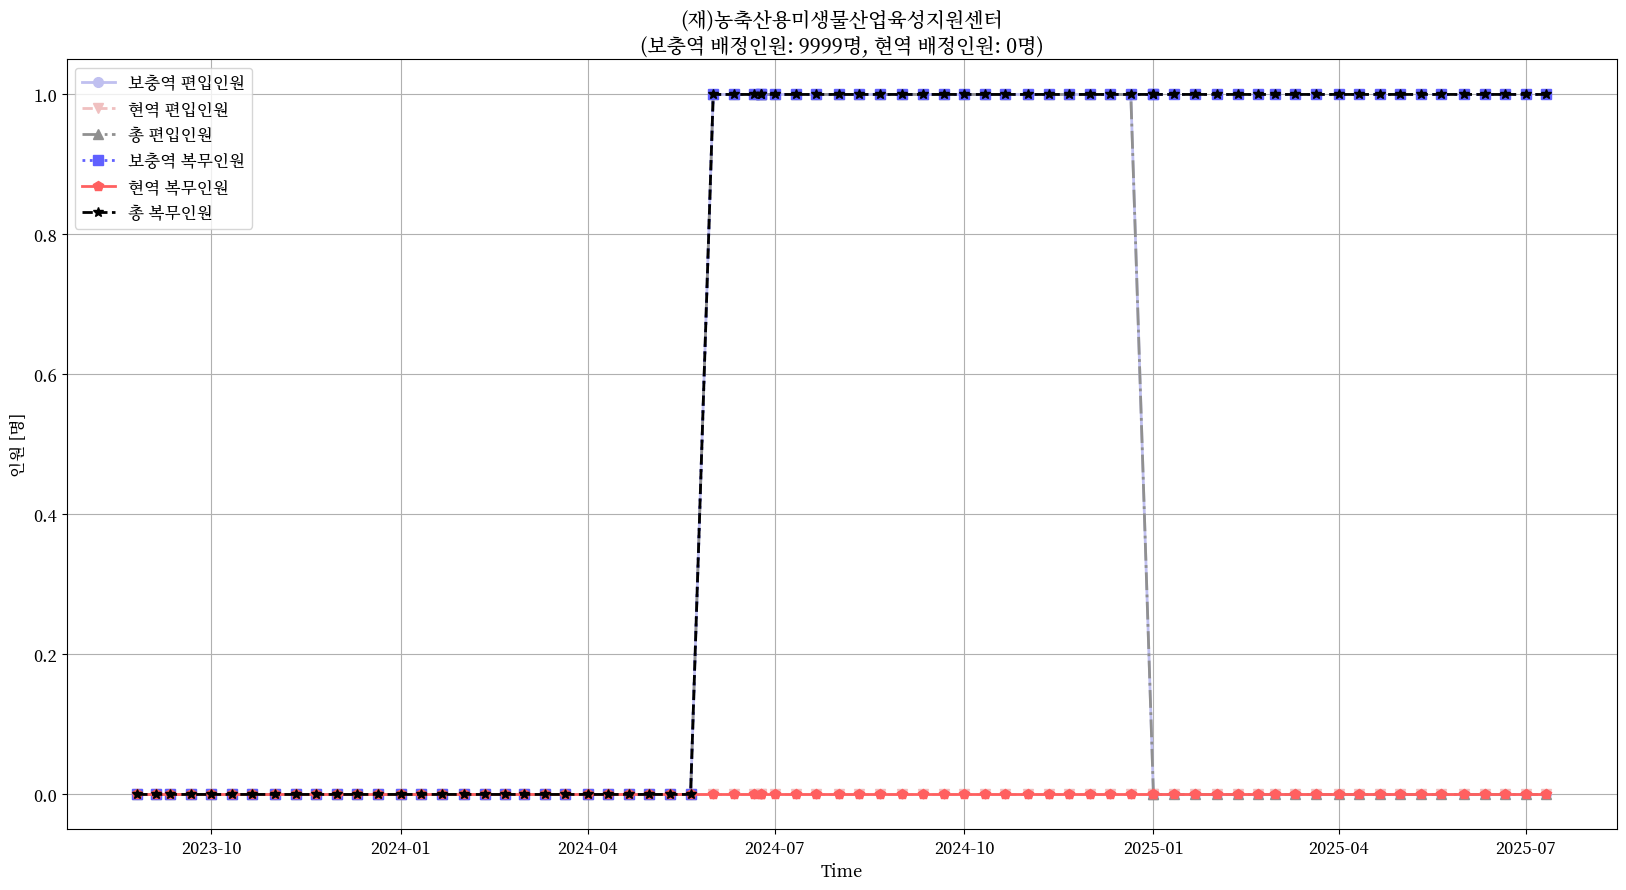 (재)농축산용미생물산업육성지원센터
(보충역 배정인원: 9999명, 현역 배정인원: 0명)
보충역 편입인원
현역 편입인원
총 편입인원
보충역 복무인원
현역 복무인원
총 복무인원
1.0
0.8
0.6
0.4
0.2
0.0
인원 [명]
2023-10
2024-01
2024-04
2024-07
2024-10
2025-01
2025-04
2025-07
Time